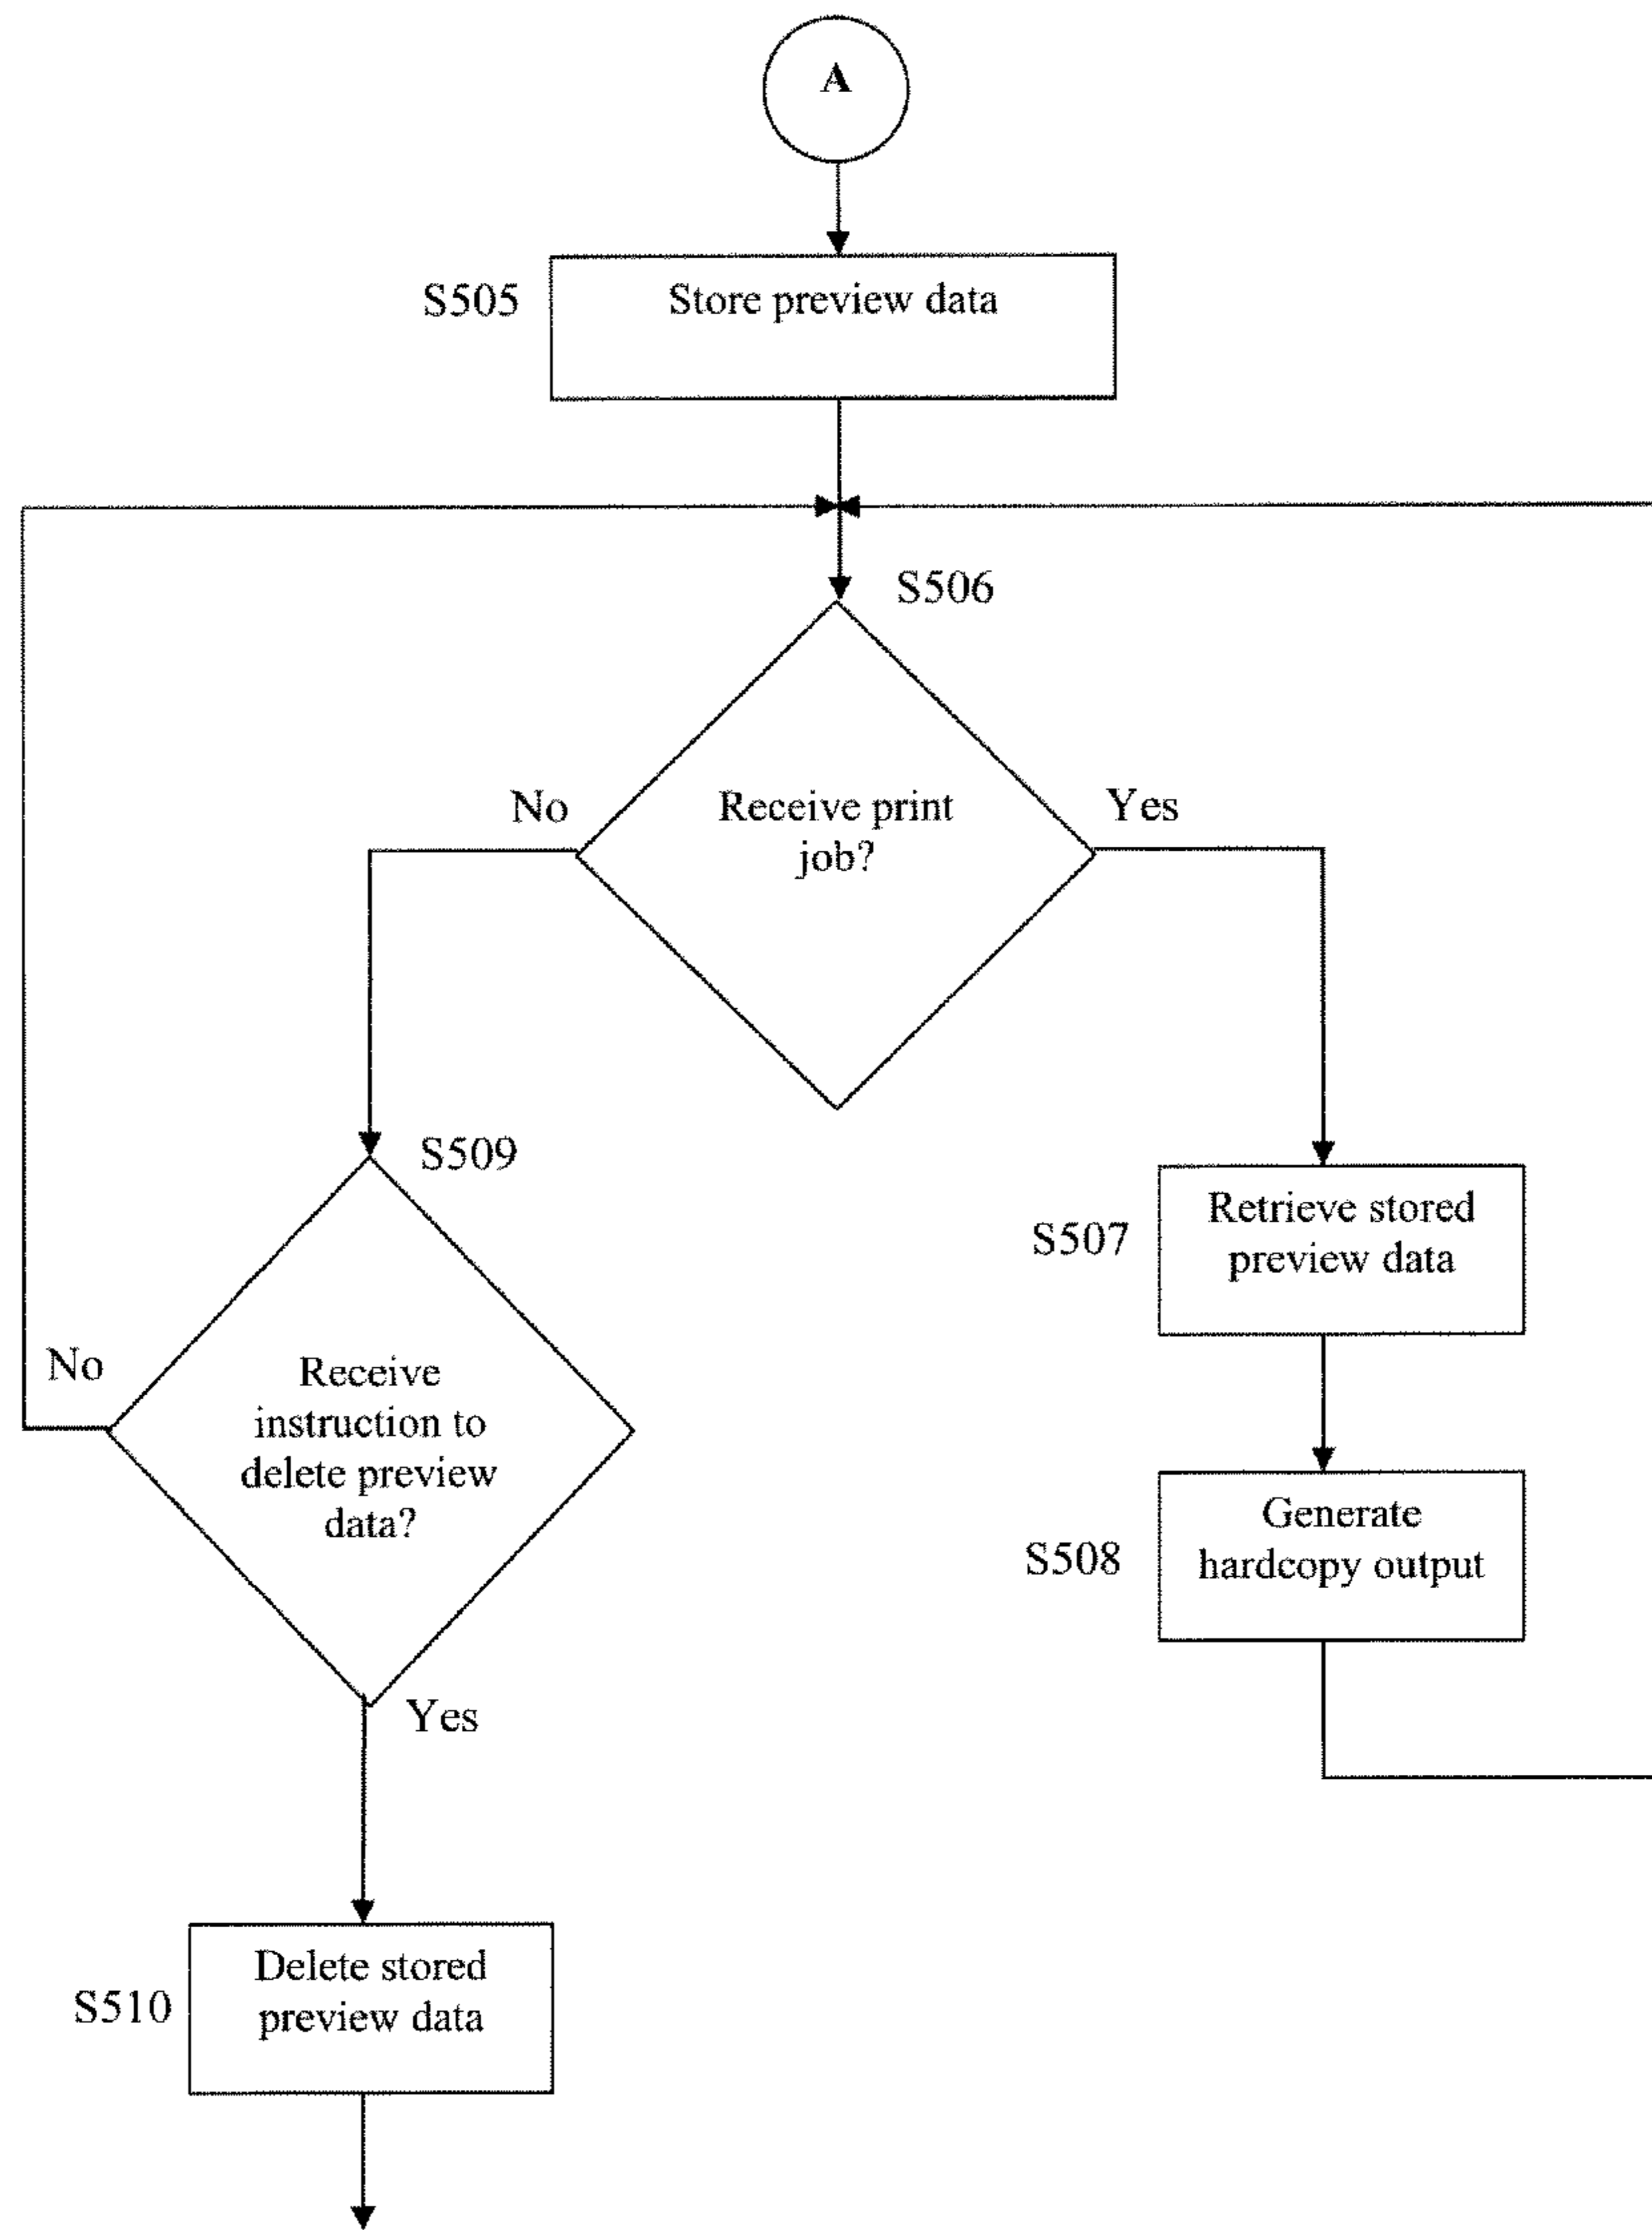 A
S505
Store preview data
S506
No
Receive print
job?
Yes
S509
S507
Retrieve stored
preview data
No
Receive
instruction to
delete preview
data?
S508
Generate
hardcopy output
Yes
S510
Delete stored
preview data